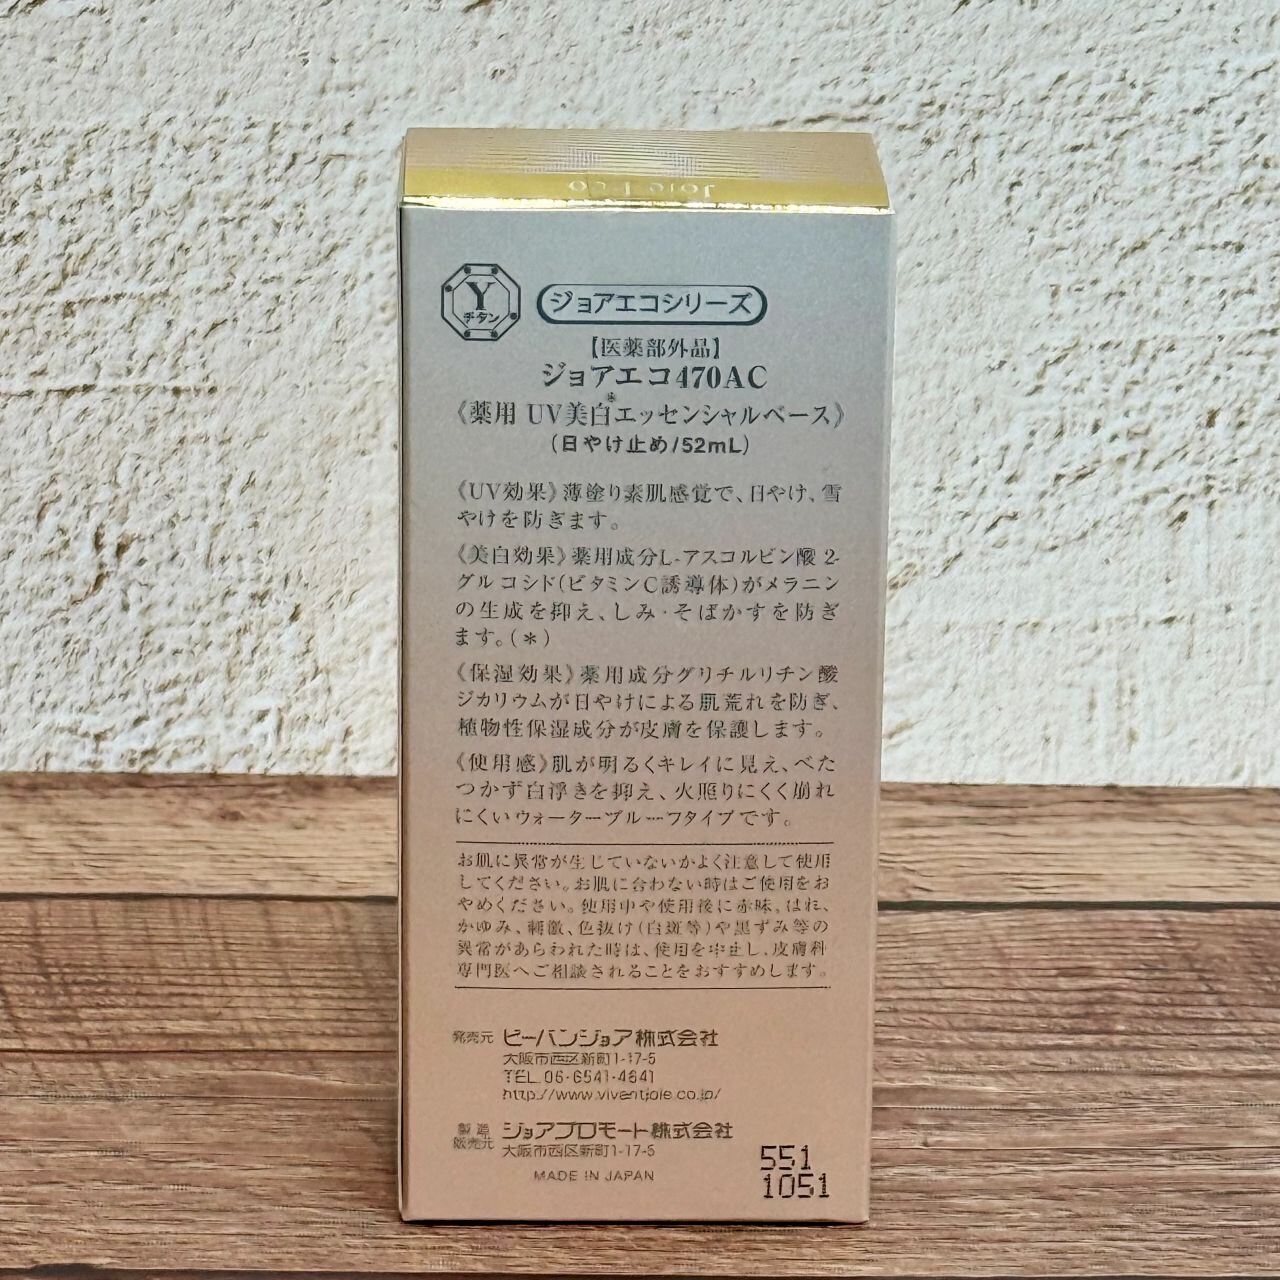 Joie Eco
Y
チタン
ジョアエコシリーズ
【医薬部外品】
ジョアエコ470AC
《薬用 UV美白*エッセンシャルベース》
(日やけ止め/52mL)
《UV効果》薄塗り素肌感覚で、日やけ、雪
やけを防ぎます。
《美白効果》薬用成分L-アスコルビン酸 2-
グルコシド(ビタミンC誘導体)がメラニン
の生成を抑え、しみ・そばかすを防ぎ
ます。(*)
《保湿効果》薬用成分グリチルリチン酸
ジカリウムが日やけによる肌荒れを防ぎ、
植物性保湿成分が皮膚を保護します。
《使用感》肌が明るくキレイに見え、べた
つかず白浮きを抑え、火照りにくく崩れ
にくいウォータープルーフタイプです。
お肌に異常が生じていないかよく注意して使用
してください。お肌に合わない時はご使用をお
やめください。使用中や使用後に赤味、はれ、
かゆみ、刺激、色抜け(白斑等)や黒ずみ等の
異常があらわれた時は、使用を中止し、皮膚科
専門医へご相談されることをおすすめします。
発売元 ビーバンジョア株式会社
大阪市西区新町1-17-5
TEL.06-6541-4641
http://www.viventjoie.co.jp/
製造
販売元 ジョアプロモート株式会社
大阪市西区新町1-17-5
MADE IN JAPAN
551
1051